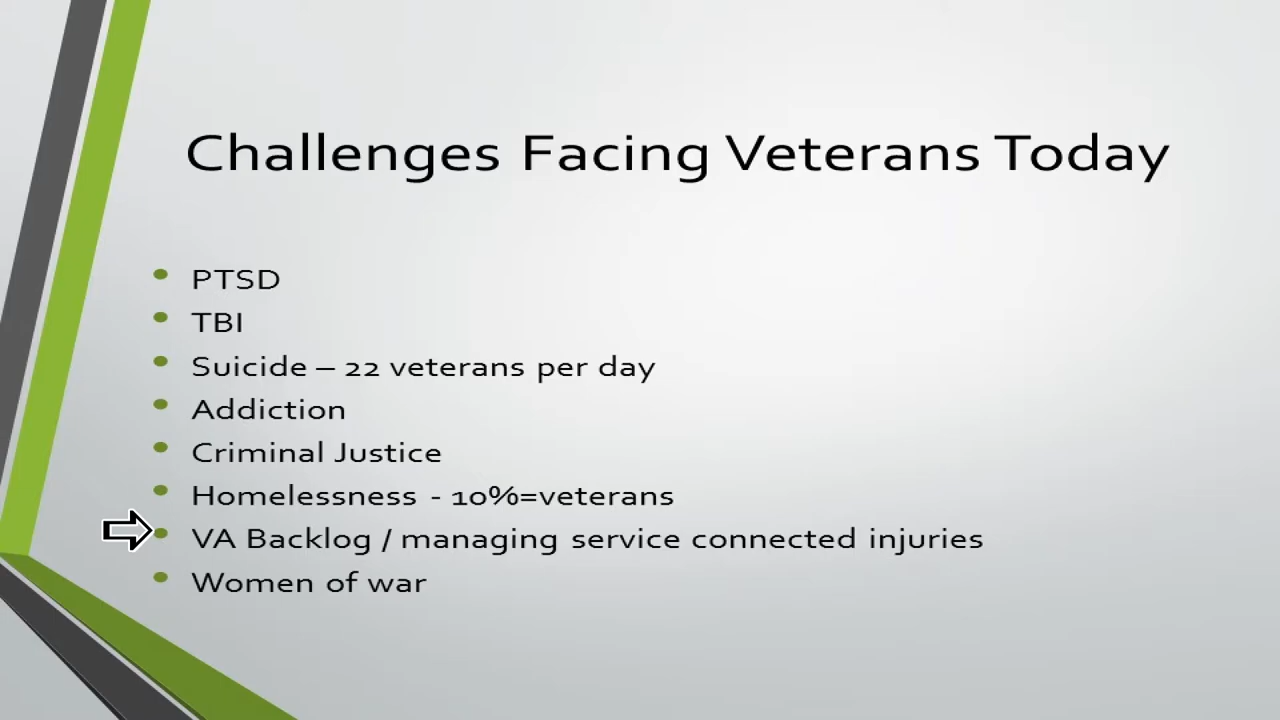 Challenges Facing Veterans Today
• PTSD
• TBI
• Suicide – 22 veterans per day
• Addiction
• Criminal Justice
• Homelessness - 10%=veterans
• VA Backlog / managing service connected injuries
• Women of war